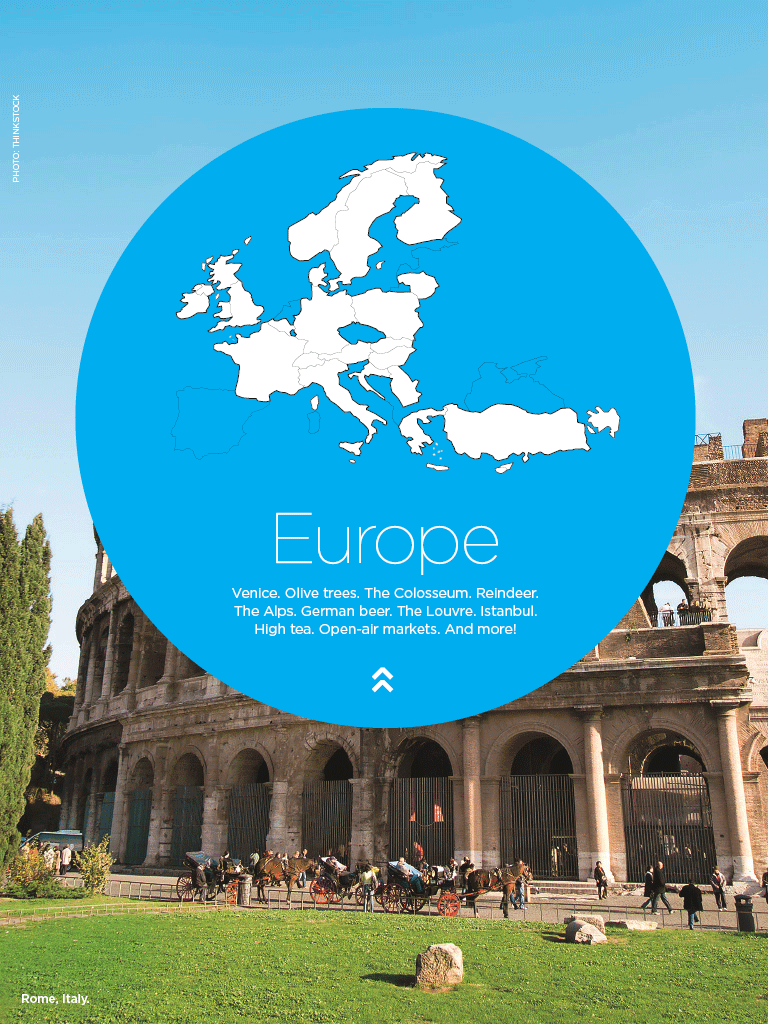 PHOTO: THINKSTOCK
Europe
Venice. Olive trees. The Colosseum. Reindeer.
The Alps. German beer. The Louvre. Istanbul.
High tea. Open-air markets. And more!
Rome, Italy.